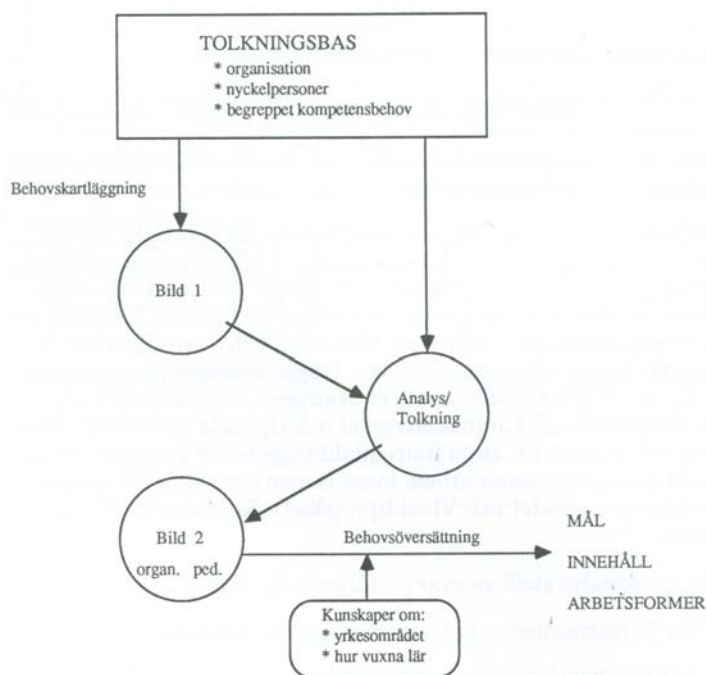 TOLKNINGSBAS
* organisation
* nyckelpersoner
* begreppet kompetensbehov
Behovskartläggning
Bild 1
Analys/
Tolkning
Bild 2
organ. ped.
Behovsöversättning
MÅL
INNEHÅLL
ARBETSFORMER
Kunskaper om;
* yrkesområdet
* hur vuxna lär